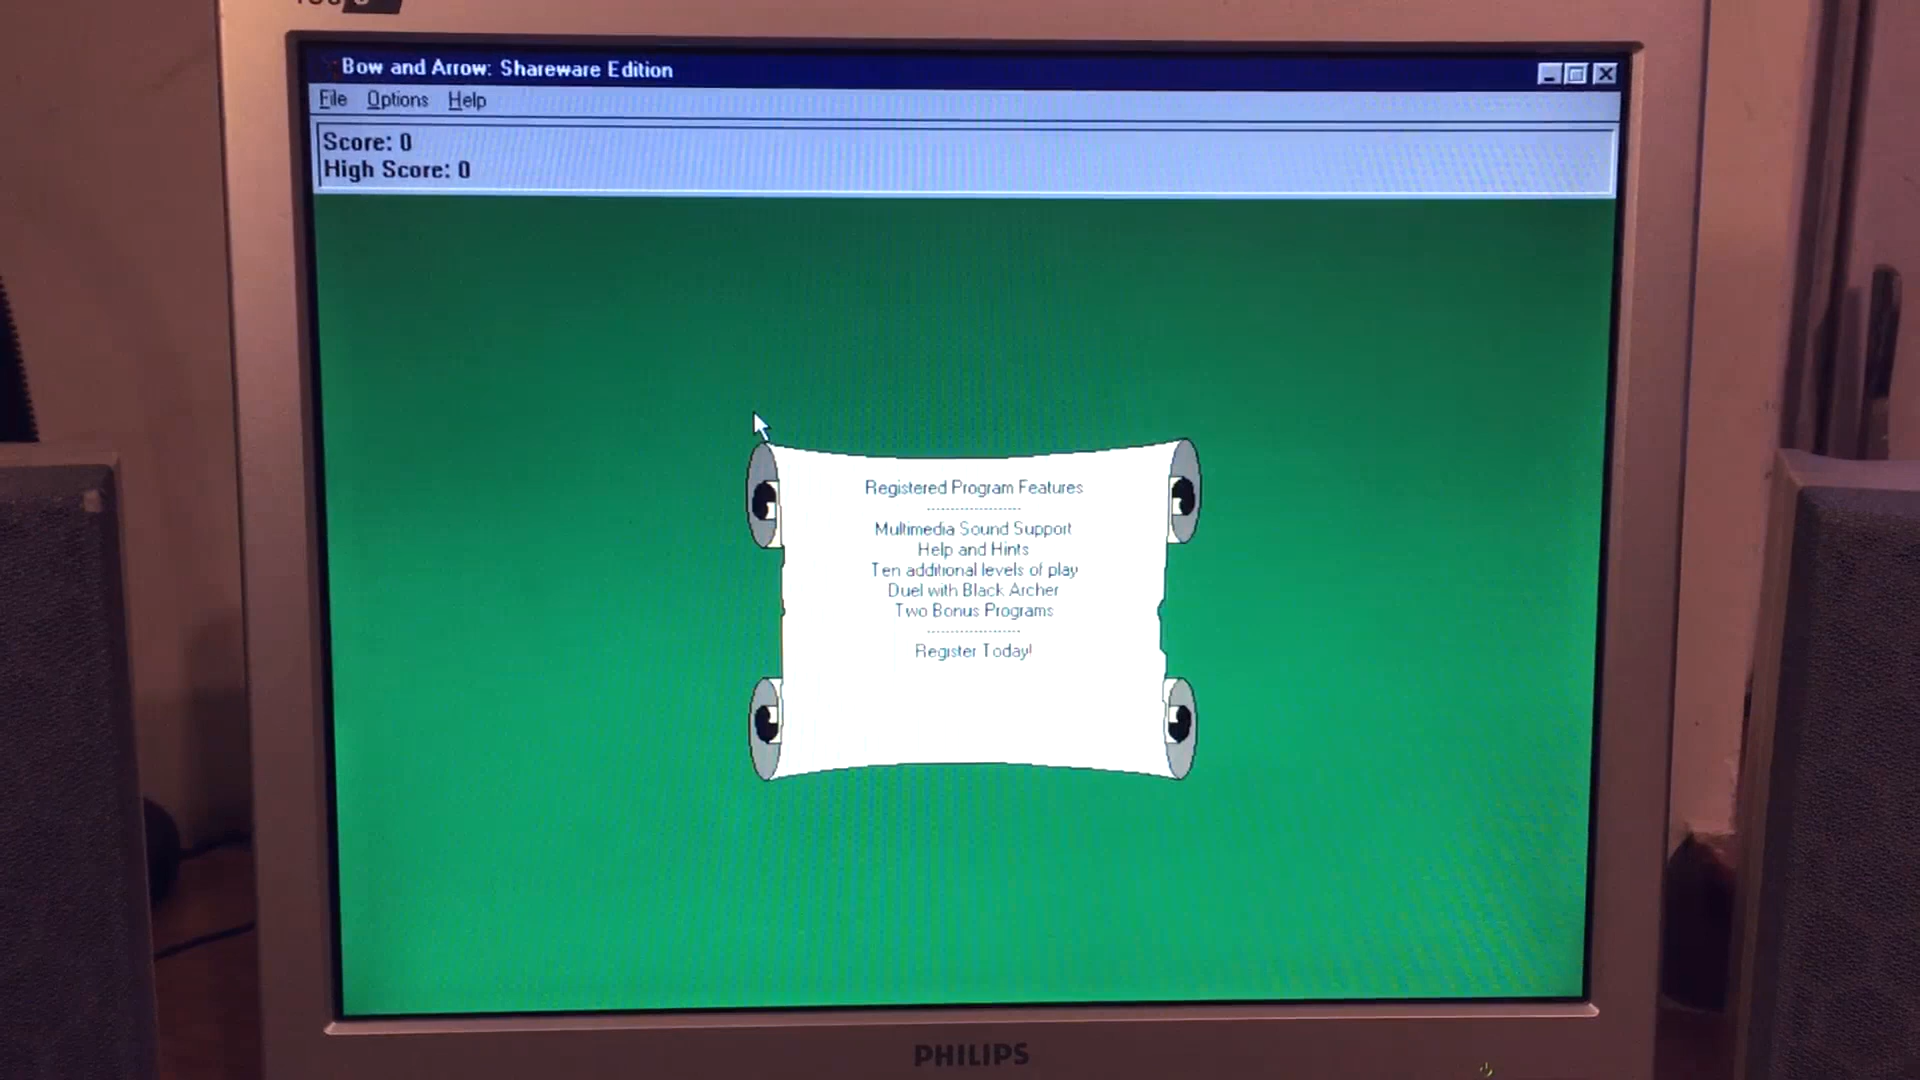 Bow and Arrow: Shareware Edition
File Options Help
Score: 0
High Score: 0
Registered Program Features
--------------------
Multimedia Sound Support
Help and Hints
Ten additional levels of play
Duel with Black Archer
Two Bonus Programs
--------------------
Register Today!
PHILIPS